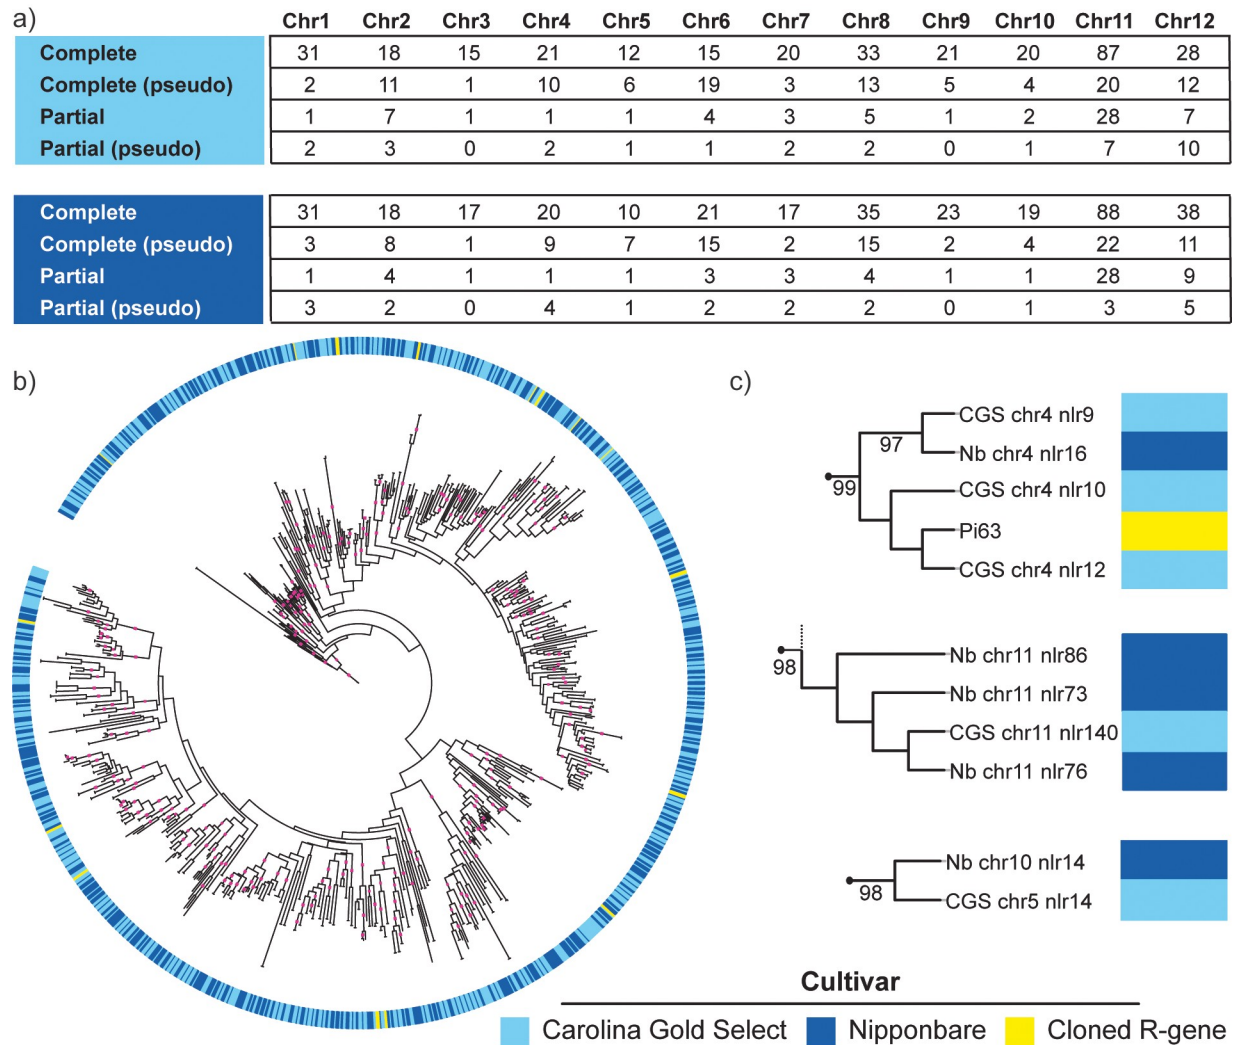 a)
Chr1 Chr2 Chr3 Chr4 Chr5 Chr6 Chr7 Chr8 Chr9 Chr10 Chr11 Chr12
Complete 31 18 15 21 12 15 20 33 21 20 87 28
Complete (pseudo) 2 11 1 10 6 19 3 13 5 4 20 12
Partial 1 7 1 1 1 4 3 5 1 2 28 7
Partial (pseudo) 2 3 0 2 1 1 2 2 0 1 7 10
Complete 31 18 17 20 10 21 17 35 23 19 88 38
Complete (pseudo) 3 8 1 9 7 15 2 15 2 4 22 11
Partial 1 4 1 1 1 3 3 4 1 1 28 9
Partial (pseudo) 3 2 0 4 1 2 2 2 0 1 3 5
b)
c)
CGS chr4 nlr9
97
Nb chr4 nlr16
99
CGS chr4 nlr10
Pi63
CGS chr4 nlr12
98
Nb chr11 nlr86
Nb chr11 nlr73
CGS chr11 nlr140
Nb chr11 nlr76
Nb chr10 nlr14
98
CGS chr5 nlr14
Cultivar
Carolina Gold Select
Nipponbare
Cloned R-gene